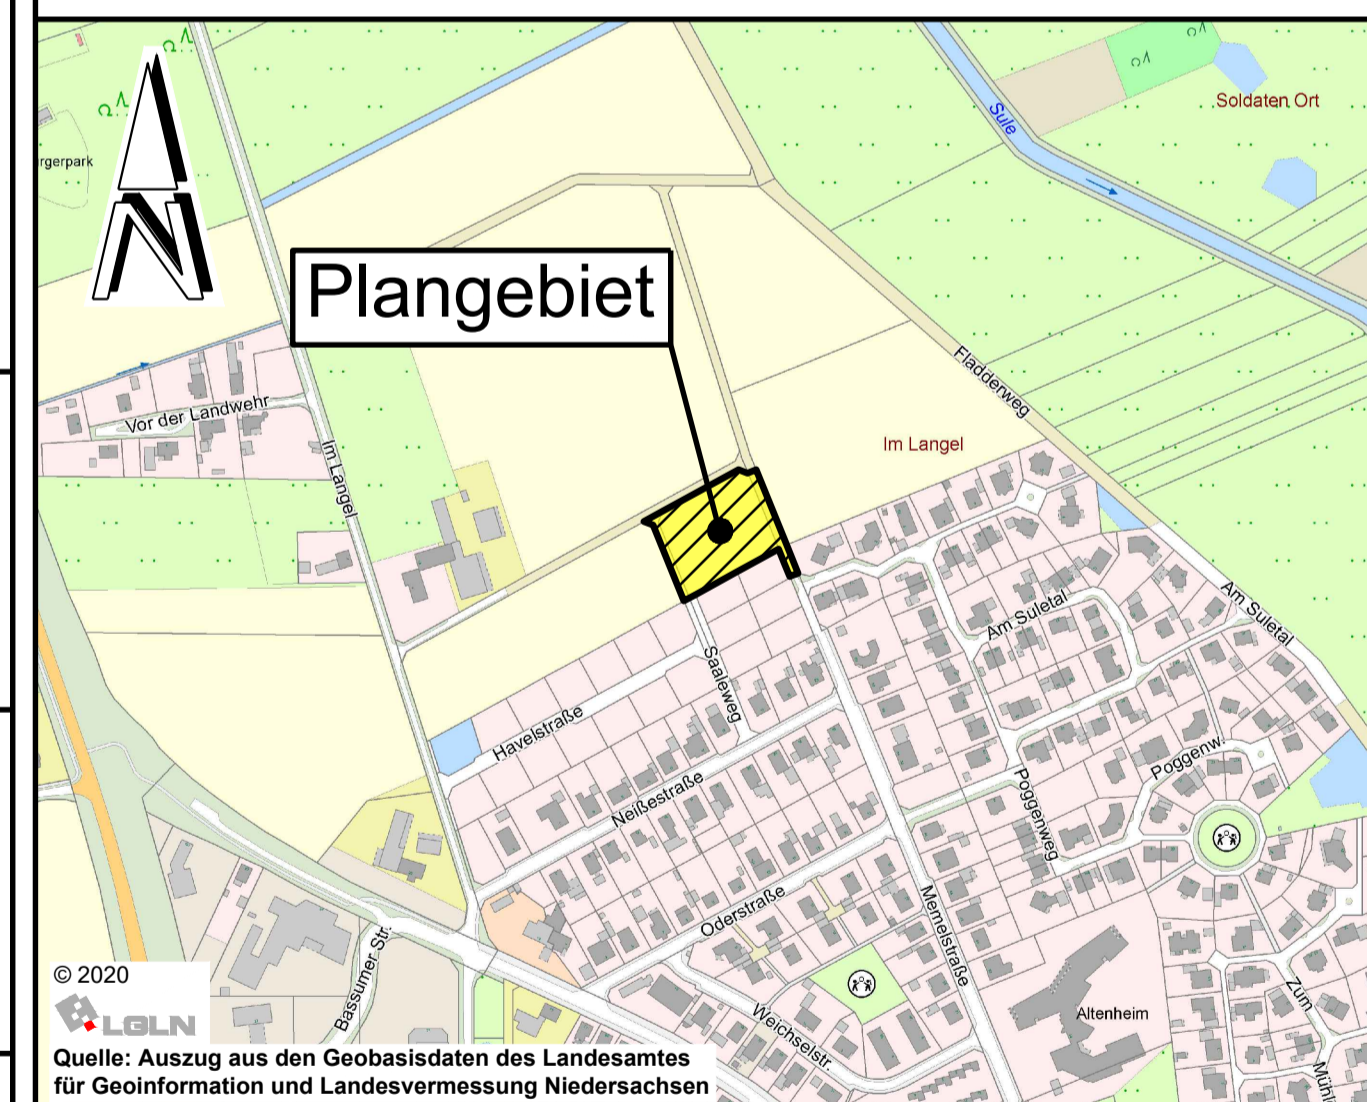 Soldaten Ort
Sule
rgerpark
N
Plangebiet
Fladderweg
Vor der Landwehr
Im Langel
Im Langel
Am Suletal
Am Suletal
Saaleweg
Havelstraße
Poggenw.
Neißestraße
Poggenweg
Oderstraße
Memelstraße
Bassumer Str.
© 2020
LGLN
Zum
Altenheim
Weichselstr.
Quelle: Auszug aus den Geobasisdaten des Landesamtes
für Geoinformation und Landesvermessung Niedersachsen